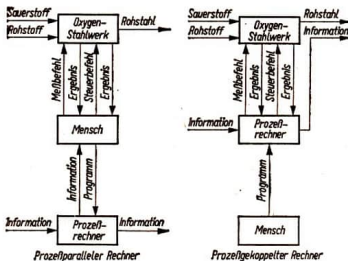 Sauerstoff
Rohstoff
Oxygen-
Stahlwerk
Rohstahl
Meßbefehl
Ergebnis
Steuerbefehl
Ergebnis
Mensch
Information
Programm
Information
Prozeß-
rechner
Information
Prozeßparalleler Rechner
Sauerstoff
Rohstoff
Oxygen-
Stahlwerk
Rohstahl
Information
Meßbefehl
Ergebnis
Steuerbefehl
Ergebnis
Information
Prozeß-
rechner
Programm
Mensch
Prozeßgekoppelter Rechner